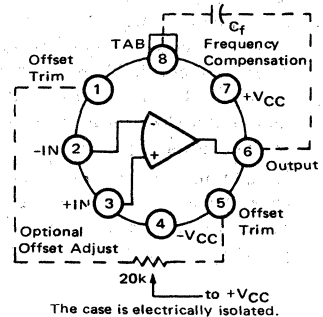 Offset
Trim
TAB
Cf
Frequency
Compensation
8
1
7
+VCC
-IN
2
-
+
6
Output
+IN
3
5
Offset
Trim
4
-VCC
Optional
Offset Adjust
20k
to +VCC
The case is electrically isolated.